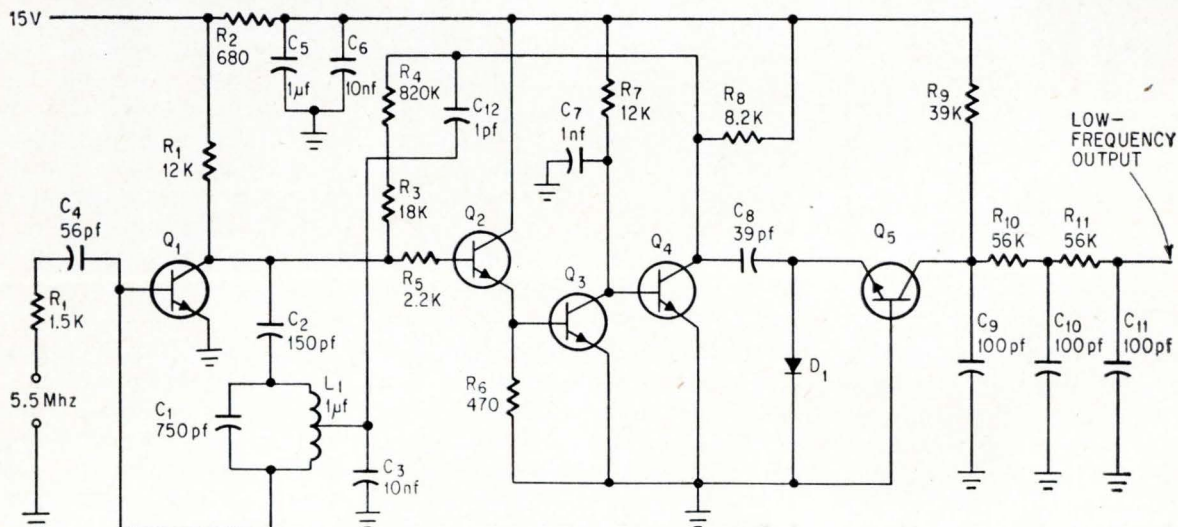 15V
R2
680
C5
1µf
C6
10nf
R4
820K
C12
1pf
C7
1nf
R7
12K
R8
8.2K
R9
39K
LOW-
FREQUENCY
OUTPUT
R1
12K
C4
56pf
Q1
R3
18K
Q2
R5
2.2K
Q3
Q4
C8
39pf
Q5
R10
56K
R11
56K
R1
1.5K
C2
150pf
5.5 Mhz
C1
750pf
L1
1µf
R6
470
C3
10nf
D1
C9
100pf
C10
100pf
C11
100pf